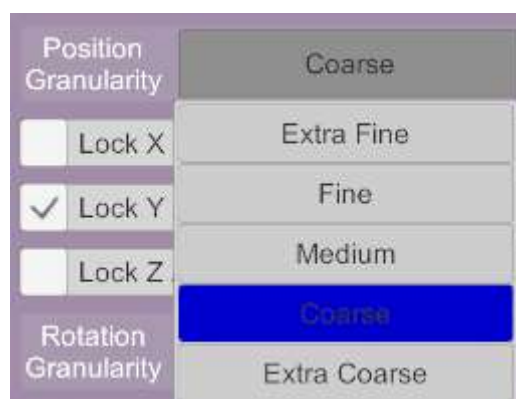 Position
Granularity
Coarse
Extra Fine
Lock X
Fine
Lock Y
Medium
Lock Z
Coarse
Rotation
Granularity
Extra Coarse